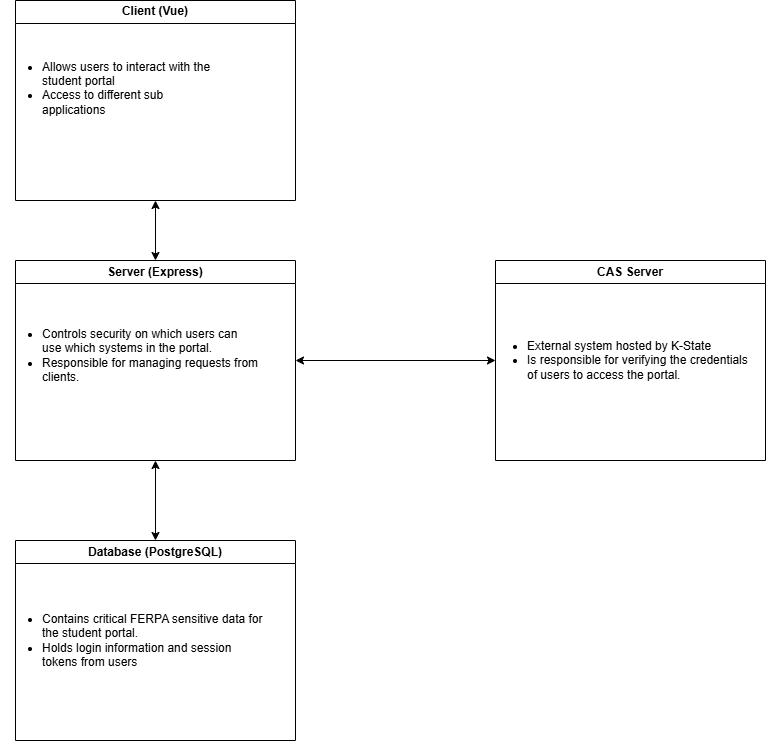 Client (Vue)
• Allows users to interact with the
student portal
• Access to different sub
applications
Server (Express)
• Controls security on which users can
use which systems in the portal.
• Responsible for managing requests from
clients.
CAS Server
• External system hosted by K-State
• Is responsible for verifying the credentials
of users to access the portal.
Database (PostgreSQL)
• Contains critical FERPA sensitive data for
the student portal.
• Holds login information and session
tokens from users